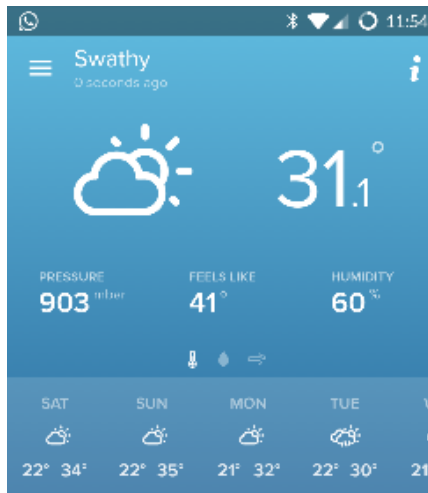 11:54
Swathy
0 seconds ago
31.1°
PRESSURE FEELS LIKE HUMIDITY
903 mbar 41° 60 %
SAT SUN MON TUE
22° 34° 22° 35° 21° 32° 22° 30° 21